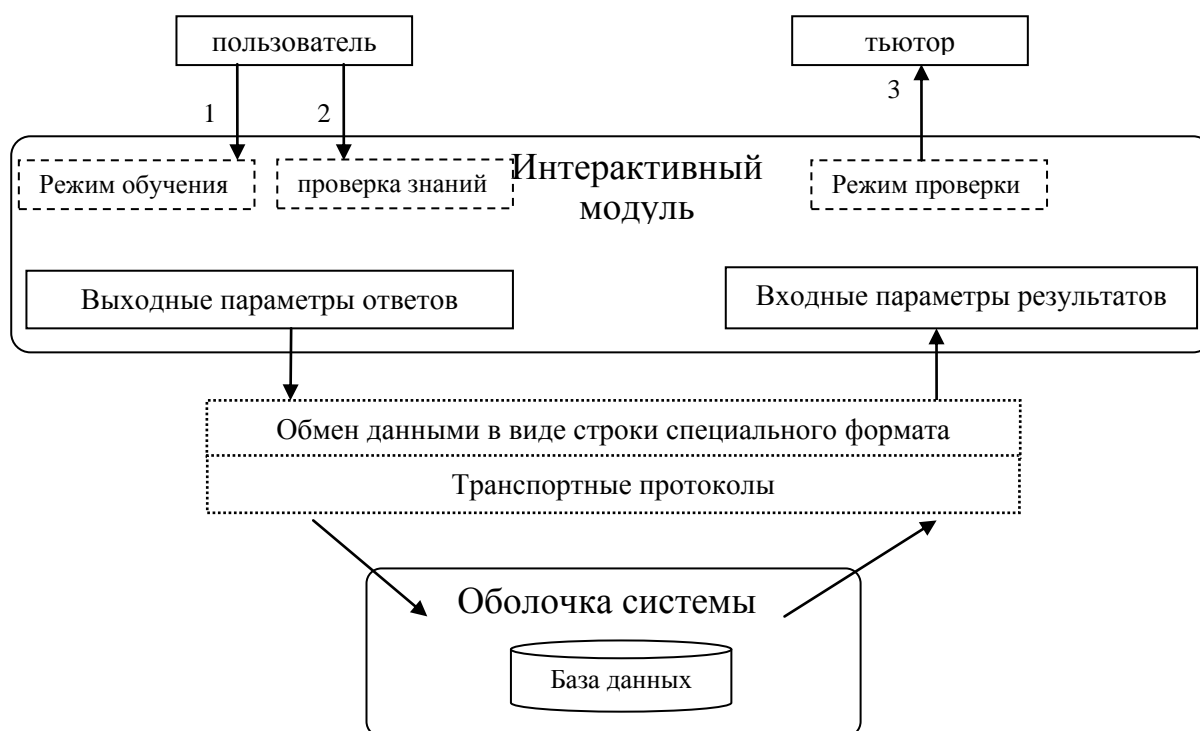 пользователь
тьютор
1
2
3
Режим обучения
проверка знаний
Интерактивный
модуль
Режим проверки
Выходные параметры ответов
Входные параметры результатов
Обмен данными в виде строки специального формата
Транспортные протоколы
Оболочка системы
База данных